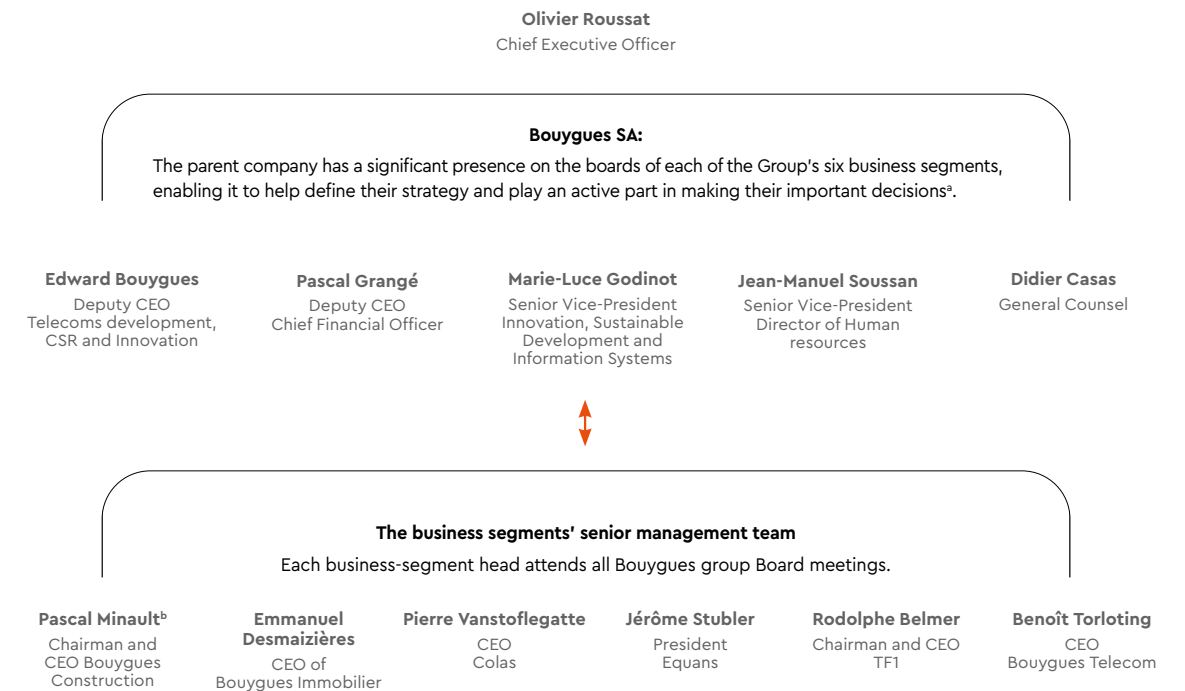 Olivier Roussat
Chief Executive Officer
Bouygues SA:
The parent company has a significant presence on the boards of each of the Group's six business segments,
enabling it to help define their strategy and play an active part in making their important decisionsᵃ.
Edward Bouygues
Deputy CEO
Telecoms development,
CSR and Innovation
Pascal Grangé
Deputy CEO
Chief Financial Officer
Marie-Luce Godinot
Senior Vice-President
Innovation, Sustainable
Development and
Information Systems
Jean-Manuel Soussan
Senior Vice-President
Director of Human
resources
Didier Casas
General Counsel
The business segments' senior management team
Each business-segment head attends all Bouygues group Board meetings.
Pascal Minaultᵇ
Chairman and
CEO Bouygues
Construction
Emmanuel
Desmaizières
CEO of
Bouygues Immobilier
Pierre Vanstoflegatte
CEO
Colas
Jérôme Stubler
President
Equans
Rodolphe Belmer
Chairman and CEO
TF1
Benoît Torloting
CEO
Bouygues Telecom